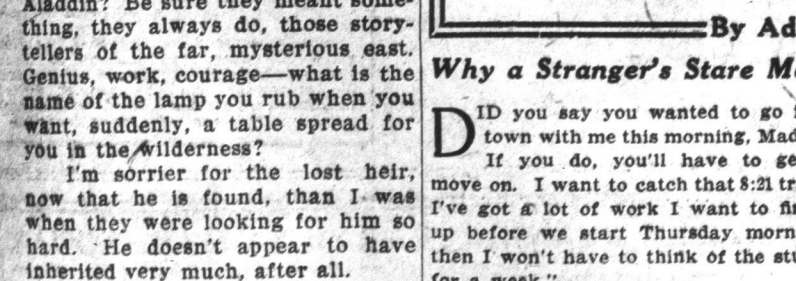 Aladdin? Be sure they meant some-
thing, they always do, those story-
tellers of the far, mysterious east.
Genius, work, courage—what is the
name of the lamp you rub when you
want, suddenly, a table spread for
you in the wilderness?
I'm sorrier for the lost heir,
now that he is found, than I was
when they were looking for him so
hard. He doesn't appear to have
inherited very much, after all.
By Ad
Why a Stranger's Stare M
DID you say you wanted to go
town with me this morning, Mad
If you do, you'll have to ge
move on. I want to catch that 8:21 tr
I've got a lot of work I want to fin
up before we start Thursday morn
then I won't have to think of the stu
for a week."